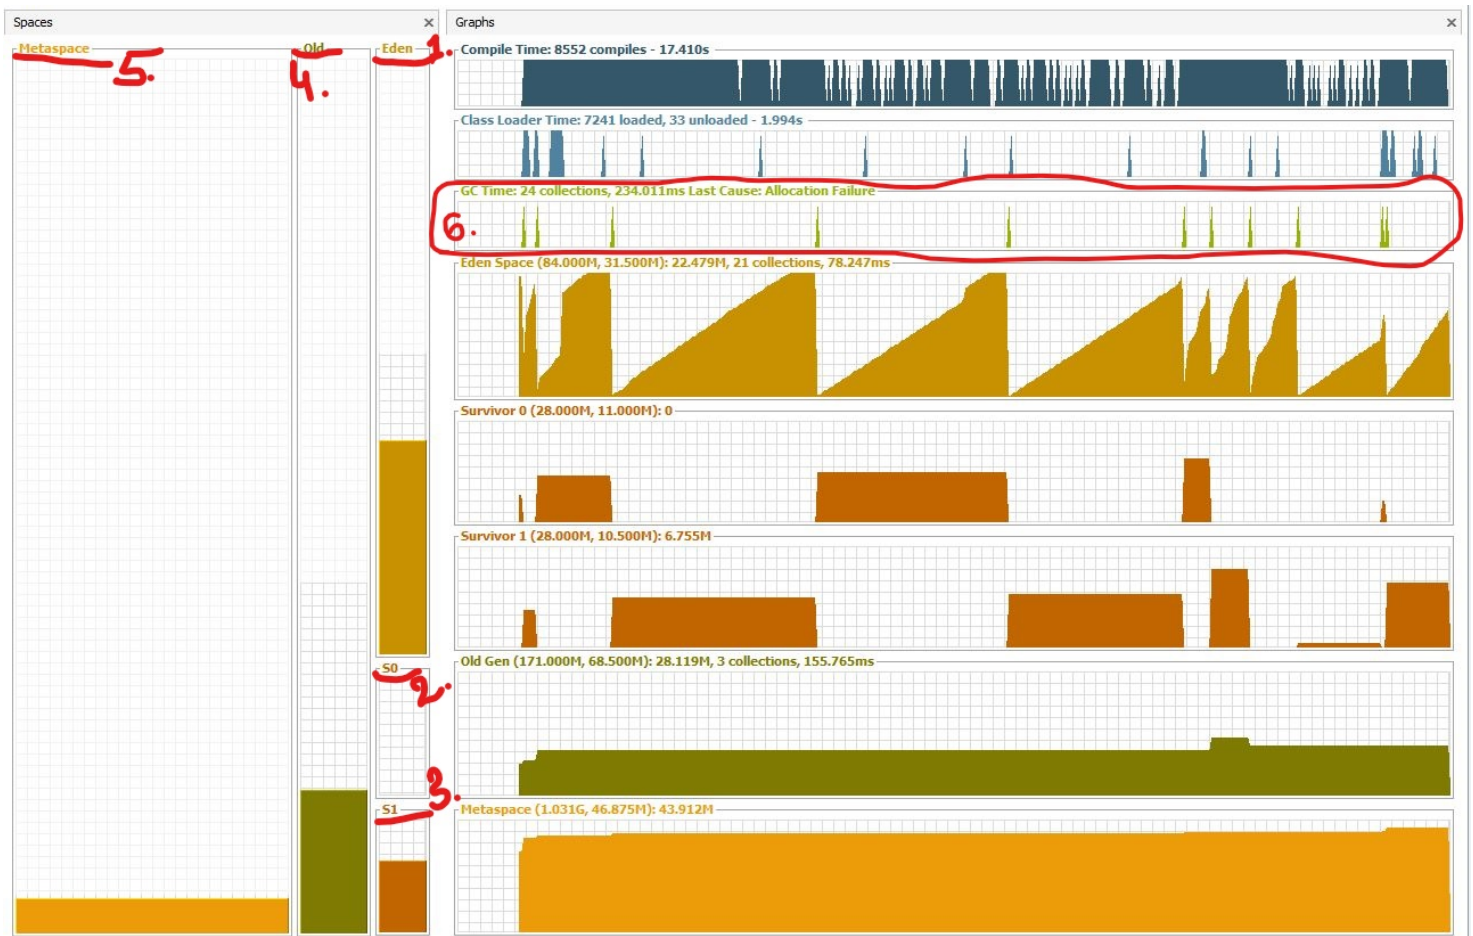 Spaces
Graphs
Metaspace
5.
Old
4.
Eden
1.
S0
2.
S1
3.
Compile Time: 8552 compiles - 17.410s
Class Loader Time: 7241 loaded, 33 unloaded - 1.994s
GC Time: 24 collections, 234.011ms Last Cause: Allocation Failure
6.
Eden Space (84.000M, 31.500M): 22.479M, 21 collections, 78.247ms
Survivor 0 (28.000M, 11.000M): 0
Survivor 1 (28.000M, 10.500M): 6.755M
Old Gen (171.000M, 68.500M): 28.119M, 3 collections, 155.765ms
Metaspace (1.031G, 46.875M): 43.912M